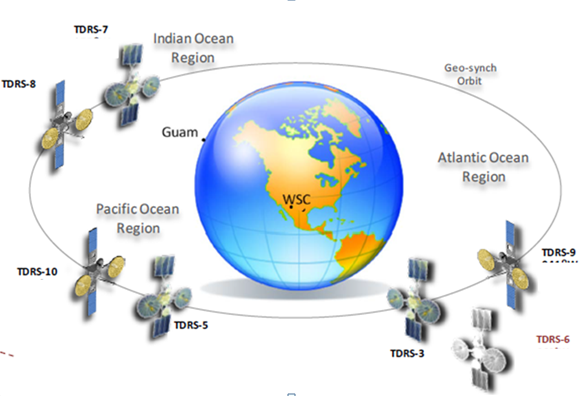 TDRS-7
Indian Ocean
Region
TDRS-8
Geo-synch
Orbit
Guam
Atlantic Ocean
Region
WSC
Pacific Ocean
Region
TDRS-9
TDRS-10
TDRS-5
TDRS-6
TDRS-3